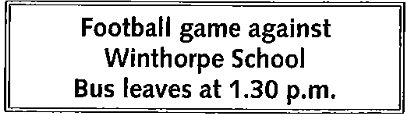 Football game against
Winthorpe School
Bus leaves at 1.30 p.m.